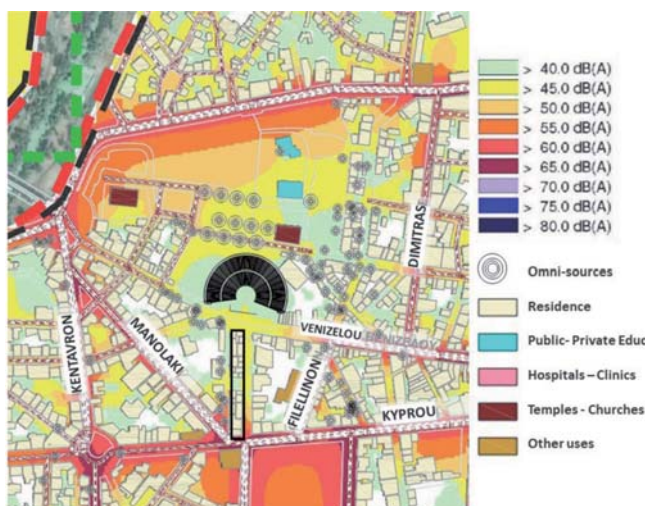 > 40.0 dB(A)
> 45.0 dB(A)
> 50.0 dB(A)
> 55.0 dB(A)
> 60.0 dB(A)
> 65.0 dB(A)
> 70.0 dB(A)
> 75.0 dB(A)
> 80.0 dB(A)
Omni-sources
Residence
Public- Private Educ
Hospitals – Clinics
Temples - Churches
Other uses
DIMITRAS
KENTAVRON
MANOLAKI
VENIZELOU
FILELLINON
KYPROU